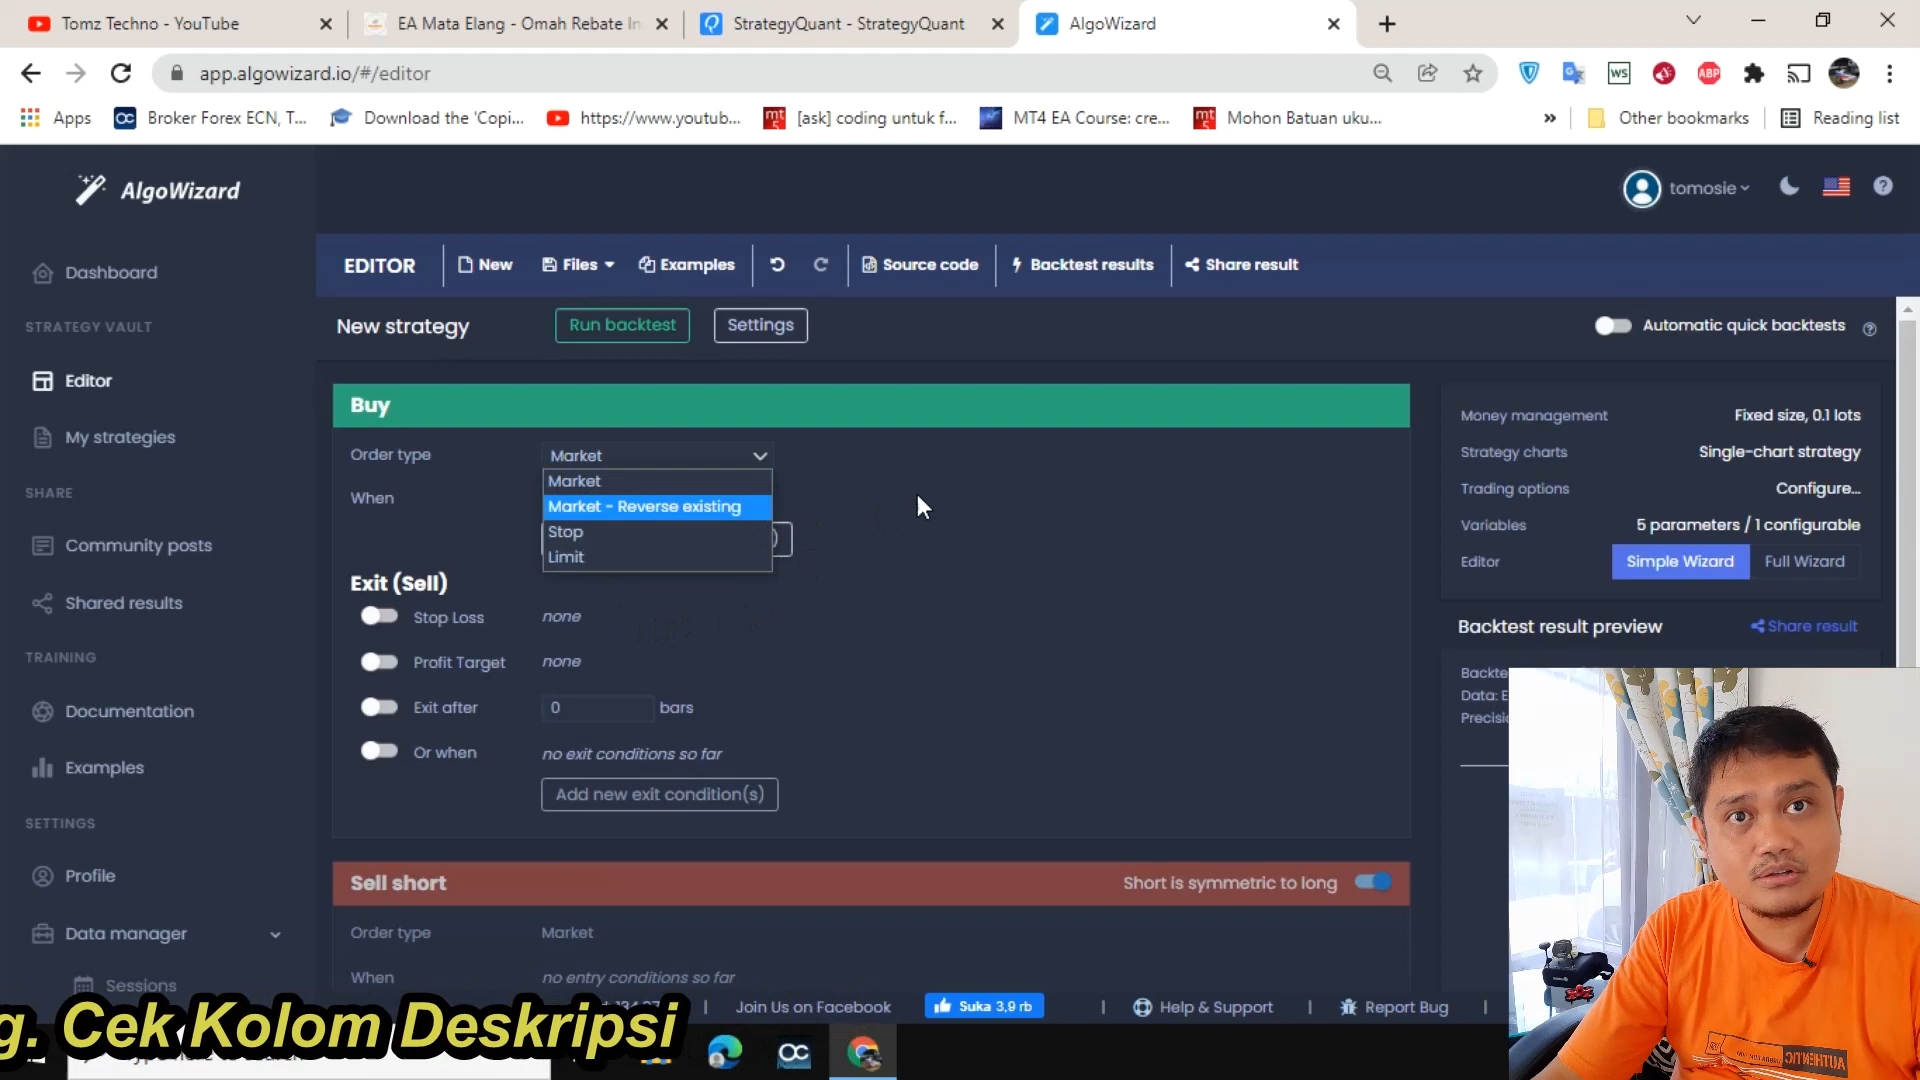 Tomz Techno - YouTube
EA Mata Elang - Omah Rebate In
StrategyQuant - StrategyQuant
AlgoWizard
app.algowizard.io/#/editor
WS
ABP
Apps
Broker Forex ECN, T...
Download the 'Copi...
https://www.youtub...
[ask] coding untuk f...
MT4 EA Course: cre...
Mohon Batuan uku...
»
Other bookmarks
Reading list
AlgoWizard
tomosie
EDITOR
New
Files
Examples
Source code
Backtest results
Share result
Dashboard
STRATEGY VAULT
Editor
My strategies
SHARE
Community posts
Shared results
TRAINING
Documentation
Examples
SETTINGS
Profile
Data manager
Sessions
New strategy
Run backtest
Settings
Automatic quick backtests
Buy
Order type
Market
Market
Market - Reverse existing
Stop
Limit
When
Exit (Sell)
Stop Loss
none
Profit Target
none
Exit after
0
bars
Or when
no exit conditions so far
Add new exit condition(s)
Sell short
Short is symmetric to long
Order type
Market
When
no entry conditions so far
Money management
Fixed size, 0.1 lots
Strategy charts
Single-chart strategy
Trading options
Configure...
Variables
5 parameters / 1 configurable
Editor
Simple Wizard
Full Wizard
Backtest result preview
Share result
Backte
Data: E
Precisi
Join Us on Facebook
Suka 3,9 rb
Help & Support
Report Bug
g. Cek Kolom Deskripsi
AUTHENTIC